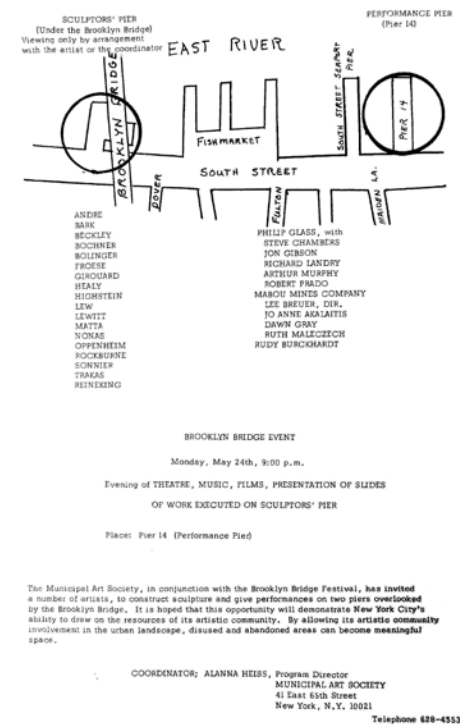 SCULPTORS' PIER
(Under the Brooklyn Bridge)
Viewing only by arrangement
with the artist or the coordinator
PERFORMANCE PIER
(Pier 14)
EAST RIVER
BROOKLYN BRIDGE
FISHMARKET
SOUTH STREET SEAPORT
PIER
PIER 14
SOUTH STREET
DOVER
FULTON
MAIDEN LA.
ANDRE
BARK
BECKLEY
BOCHNER
BOLINGER
FROESE
GIROUARD
HEALY
HIGHSTEIN
LEW
LEWITT
MATTA
NONAS
OPPENHEIM
ROCKBURNE
SONNIER
TRAKAS
REINEKING
PHILIP GLASS, with
STEVE CHAMBERS
JON GIBSON
RICHARD LANDRY
ARTHUR MURPHY
ROBERT PRADO
MABOU MINES COMPANY
LEE BREUER, DIR.
JO ANNE AKALAITIS
DAWN GRAY
RUTH MALECZECH
RUDY BURCKHARDT
BROOKLYN BRIDGE EVENT
Monday, May 24th, 9:00 p.m.
Evening of THEATRE, MUSIC, FILMS, PRESENTATION OF SLIDES
OF WORK EXECUTED ON SCULPTORS' PIER
Place: Pier 14 (Performance Pier)
The Municipal Art Society, in conjunction with the Brooklyn Bridge Festival, has invited
a number of artists, to construct sculpture and give performances on two piers overlooked
by the Brooklyn Bridge. It is hoped that this opportunity will demonstrate New York City's
ability to draw on the resources of its artistic community. By allowing its artistic community
involvement in the urban landscape, disused and abandoned areas can become meaningful
space.
COORDINATOR; ALANNA HEISS, Program Director
MUNICIPAL ART SOCIETY
41 East 65th Street
New York, N.Y. 10021
Telephone 628-4553